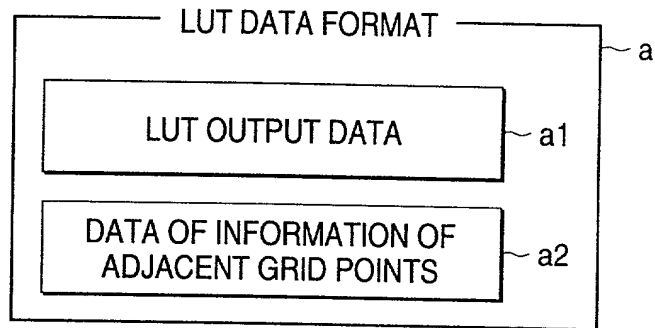 LUT DATA FORMAT
a
LUT OUTPUT DATA
a1
DATA OF INFORMATION OF
ADJACENT GRID POINTS
a2